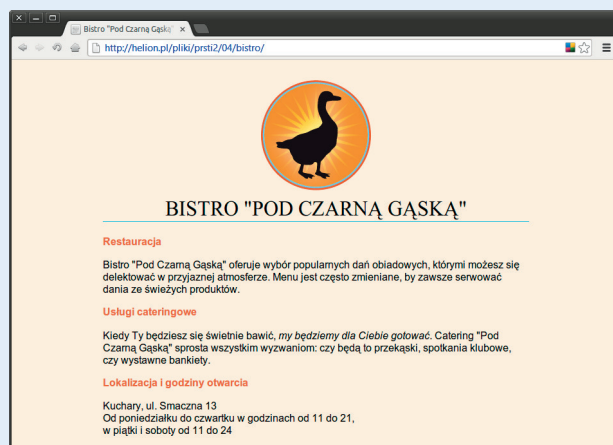 Bistro "Pod Czarną Gąską"
http://helion.pl/pliki/prsti2/04/bistro/
BISTRO "POD CZARNĄ GĄSKĄ"
Restauracja
Bistro "Pod Czarną Gąską" oferuje wybór popularnych dań obiadowych, którymi możesz się
delektować w przyjaznej atmosferze. Menu jest często zmieniane, by zawsze serwować
dania ze świeżych produktów.
Usługi cateringowe
Kiedy Ty będziesz się świetnie bawić, my będziemy dla Ciebie gotować. Catering "Pod
Czarną Gąską" sprosta wszystkim wyzwaniom: czy będą to przekąski, spotkania klubowe,
czy wystawne bankiety.
Lokalizacja i godziny otwarcia
Kuchary, ul. Smaczna 13
Od poniedziałku do czwartku w godzinach od 11 do 21,
w piątki i soboty od 11 do 24